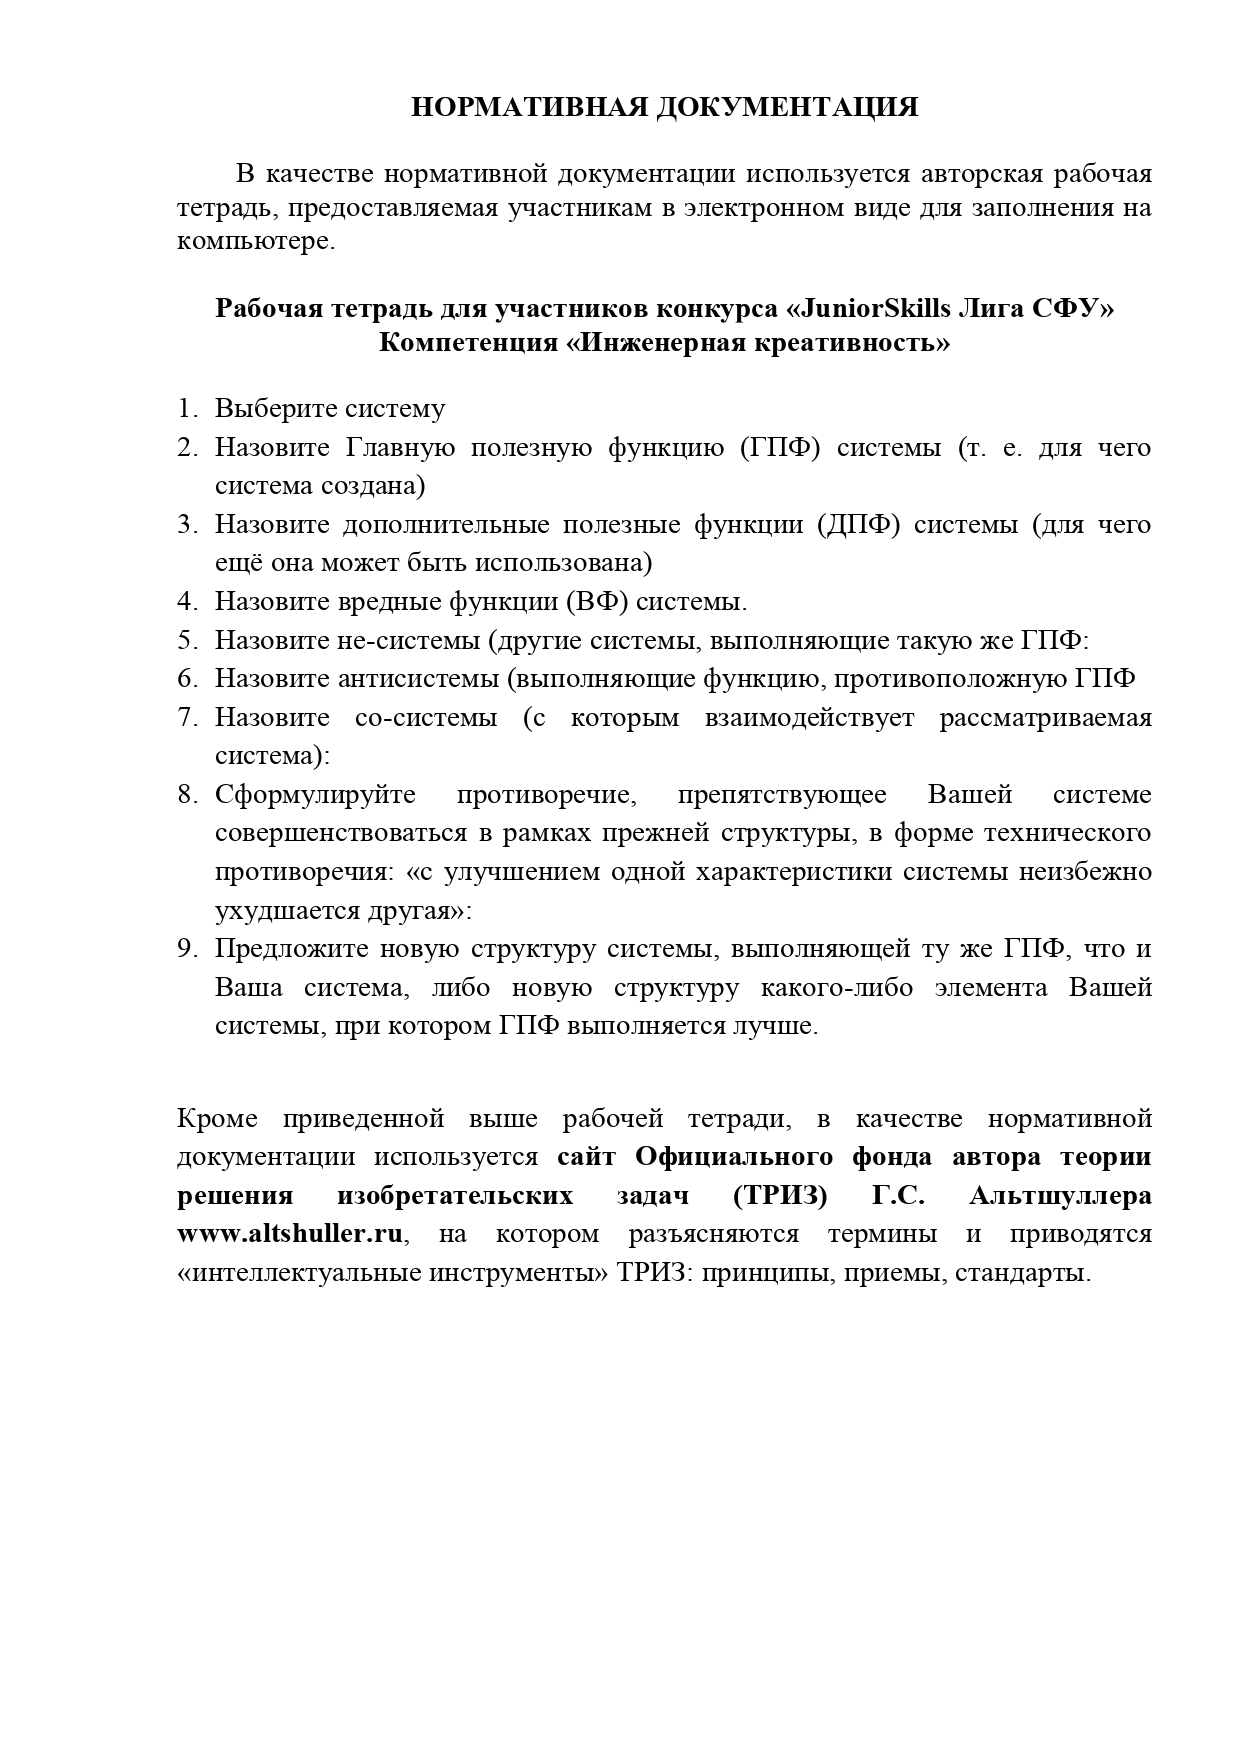 НОРМАТИВНАЯ ДОКУМЕНТАЦИЯ
В качестве нормативной документации используется авторская рабочая
тетрадь, предоставляемая участникам в электронном виде для заполнения на
компьютере.
Рабочая тетрадь для участников конкурса «JuniorSkills Лига СФУ»
Компетенция «Инженерная креативность»
1. Выберите систему
2. Назовите Главную полезную функцию (ГПФ) системы (т. е. для чего
система создана)
3. Назовите дополнительные полезные функции (ДПФ) системы (для чего
ещё она может быть использована)
4. Назовите вредные функции (ВФ) системы.
5. Назовите не-системы (другие системы, выполняющие такую же ГПФ:
6. Назовите антисистемы (выполняющие функцию, противоположную ГПФ
7. Назовите со-системы (с которым взаимодействует рассматриваемая
система):
8. Сформулируйте противоречие, препятствующее Вашей системе
совершенствоваться в рамках прежней структуры, в форме технического
противоречия: «с улучшением одной характеристики системы неизбежно
ухудшается другая»:
9. Предложите новую структуру системы, выполняющей ту же ГПФ, что и
Ваша система, либо новую структуру какого-либо элемента Вашей
системы, при котором ГПФ выполняется лучше.
Кроме приведенной выше рабочей тетради, в качестве нормативной
документации используется сайт Официального фонда автора теории
решения изобретательских задач (ТРИЗ) Г.С. Альтшуллера
www.altshuller.ru, на котором разъясняются термины и приводятся
«интеллектуальные инструменты» ТРИЗ: принципы, приемы, стандарты.